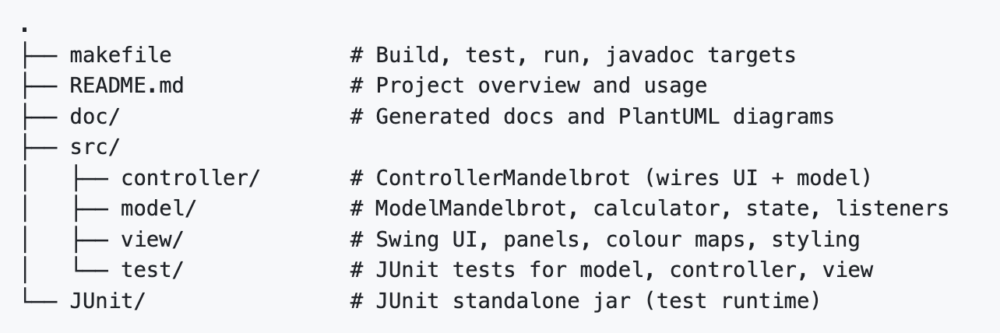 .
├── makefile              # Build, test, run, javadoc targets
├── README.md             # Project overview and usage
├── doc/                  # Generated docs and PlantUML diagrams
├── src/
│   ├── controller/       # ControllerMandelbrot (wires UI + model)
│   ├── model/            # ModelMandelbrot, calculator, state, listeners
│   ├── view/             # Swing UI, panels, colour maps, styling
│   └── test/             # JUnit tests for model, controller, view
└── JUnit/                # JUnit standalone jar (test runtime)